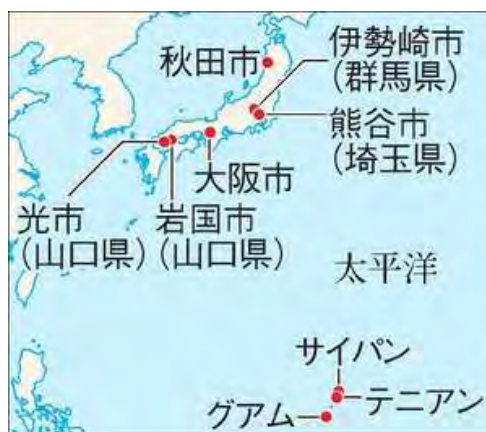 秋田市
伊勢崎市
(群馬県)
熊谷市
(埼玉県)
大阪市
光市
(山口県)
岩国市
(山口県)
太平洋
サイパン
テニアン
グアム